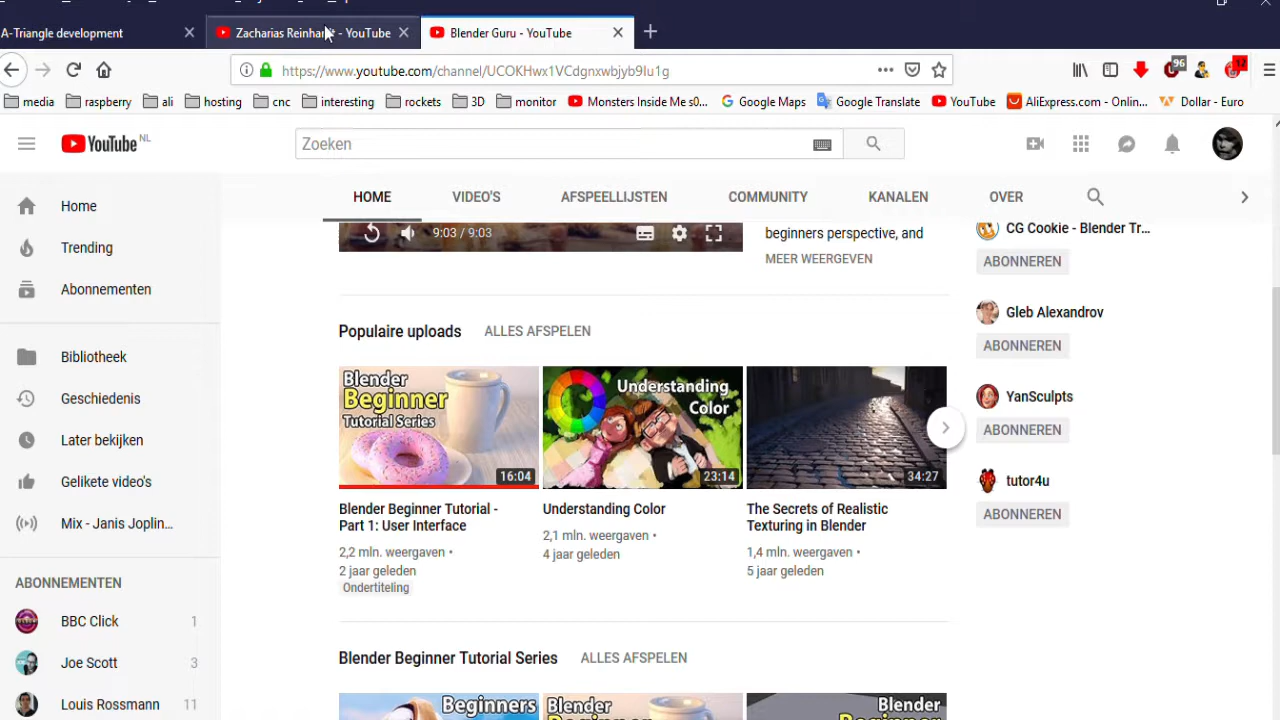 A-Triangle development
Zacharias Reinhardt - YouTube
Blender Guru - YouTube
https://www.youtube.com/channel/UCOKHwx1VCdgnxwbjyb9Iu1g
96
12
media
raspberry
ali
hosting
cnc
interesting
rockets
3D
monitor
Monsters Inside Me s0...
Google Maps
Google Translate
YouTube
AliExpress.com - Onlin...
Dollar - Euro
YouTube NL
Zoeken
HOME
VIDEO'S
AFSPEELLIJSTEN
COMMUNITY
KANALEN
OVER
Home
Trending
Abonnementen
Bibliotheek
Geschiedenis
Later bekijken
Gelikete video's
Mix - Janis Joplin...
ABONNEMENTEN
BBC Click 1
Joe Scott 3
Louis Rossmann 11
9:03 / 9:03
beginners perspective, and
MEER WEERGEVEN
Populaire uploads
ALLES AFSPELEN
Blender
Beginner
Tutorial Series
16:04
Understanding
Color
23:14
34:27
Blender Beginner Tutorial -
Part 1: User Interface
2,2 mln. weergaven •
2 jaar geleden
Ondertiteling
Understanding Color
2,1 mln. weergaven •
4 jaar geleden
The Secrets of Realistic
Texturing in Blender
1,4 mln. weergaven •
5 jaar geleden
Blender Beginner Tutorial Series
ALLES AFSPELEN
Beginners
Blender
Blender
CG Cookie - Blender Tr...
ABONNEREN
Gleb Alexandrov
ABONNEREN
YanSculpts
ABONNEREN
tutor4u
ABONNEREN